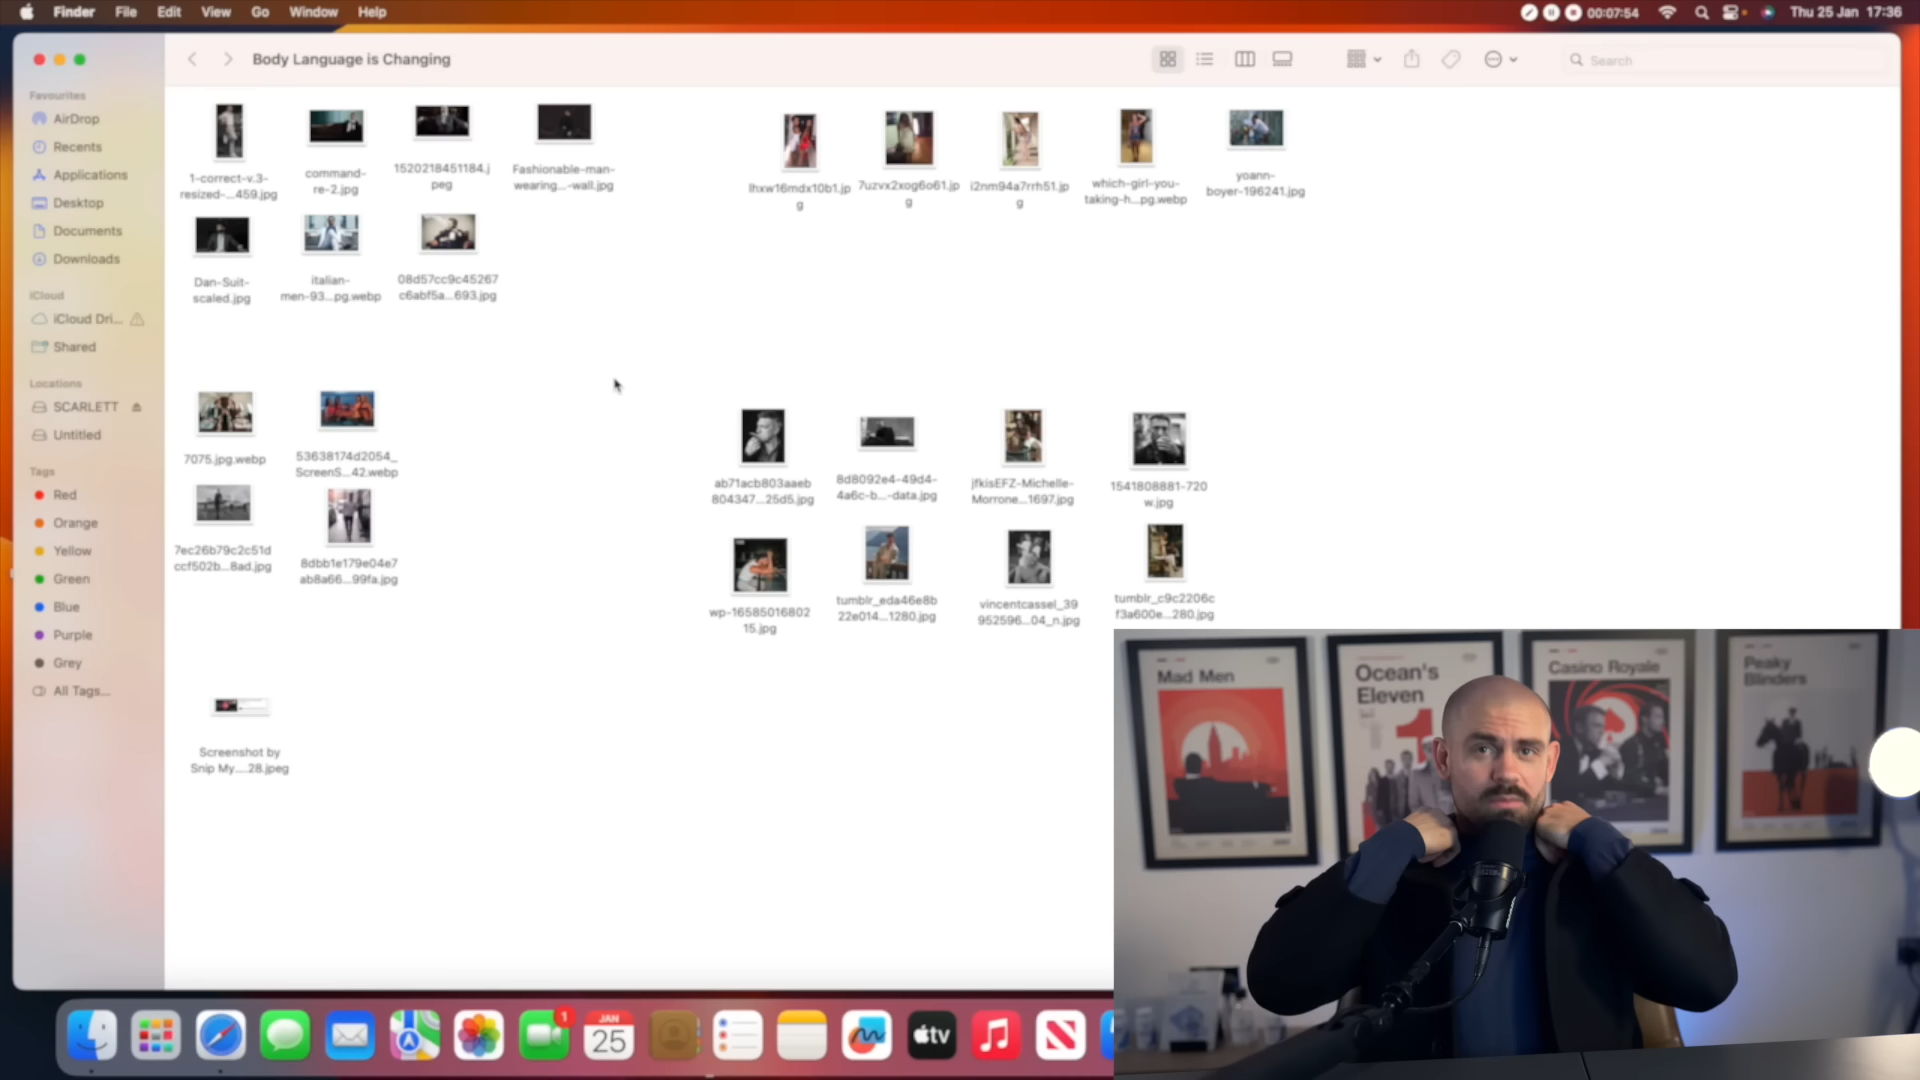 Finder File Edit View Go Window Help
00:07:54
Thu 25 Jan 17:36
Body Language is Changing
Search
Favourites
AirDrop
Recents
Applications
Desktop
Documents
Downloads
iCloud
iCloud Dri...
Shared
Locations
SCARLETT
Untitled
Tags
Red
Orange
Yellow
Green
Blue
Purple
Grey
All Tags...
1-correct-v.3-
resized-...459.jpg
command-
re-2.jpg
1520218451184.j
peg
Fashionable-man-
wearing...-wall.jpg
lhxw16mdx10b1.jp
g
7uzvx2xog6o61.jp
g
i2nm94a7rrh51.jp
g
which-girl-you-
taking-h...pg.webp
yoann-
boyer-196241.jpg
Dan-Suit-
scaled.jpg
italian-
men-93...pg.webp
08d57cc9c45267
c6abf5a...693.jpg
7075.jpg.webp
53638174d2054_
ScreenS...42.webp
7ec26b79c2c51d
ccf502b...8ad.jpg
8dbb1e179e04e7
ab8a66...99fa.jpg
ab71acb803aaeb
804347...25d5.jpg
8d8092e4-49d4-
4a6c-b...-data.jpg
jfkisEFZ-Michelle-
Morrone...1697.jpg
1541808881-720
w.jpg
wp-16585016802
15.jpg
tumblr_eda46e8b
22e014...1280.jpg
vincentcassel_39
952596...04_n.jpg
tumblr_c9c2206c
f3a600e...280.jpg
Screenshot by
Snip My....28.jpeg
Mad Men
Ocean's
Eleven
Casino Royale
Peaky
Blinders
1
JAN
25
tv